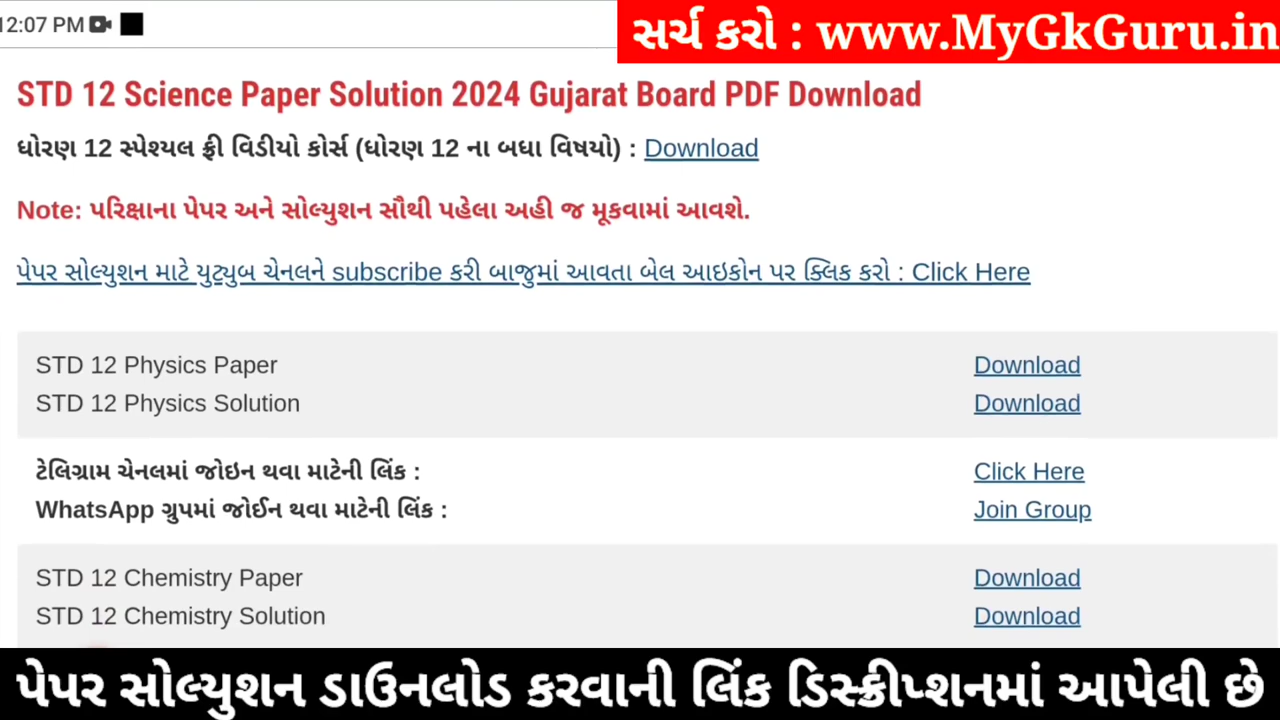 12:07 PM
સર્ચ કરો : www.MyGkGuru.in
STD 12 Science Paper Solution 2024 Gujarat Board PDF Download
ધોરણ 12 સ્પેશ્યલ ફ્રી વિડીયો કોર્સ (ધોરણ 12 ના બધા વિષયો) : Download
Note: પરિક્ષાના પેપર અને સોલ્યુશન સૌથી પહેલા અહી જ મૂકવામાં આવશે.
પેપર સોલ્યુશન માટે યુટ્યુબ ચેનલને subscribe કરી બાજુમાં આવતા બેલ આઇકોન પર ક્લિક કરો : Click Here
STD 12 Physics Paper Download
STD 12 Physics Solution Download
ટેલિગ્રામ ચેનલમાં જોઇન થવા માટેની લિંક : Click Here
WhatsApp ગ્રુપમાં જોઈન થવા માટેની લિંક : Join Group
STD 12 Chemistry Paper Download
STD 12 Chemistry Solution Download
પેપર સોલ્યુશન ડાઉનલોડ કરવાની લિંક ડિસ્ક્રીપ્શનમાં આપેલી છે